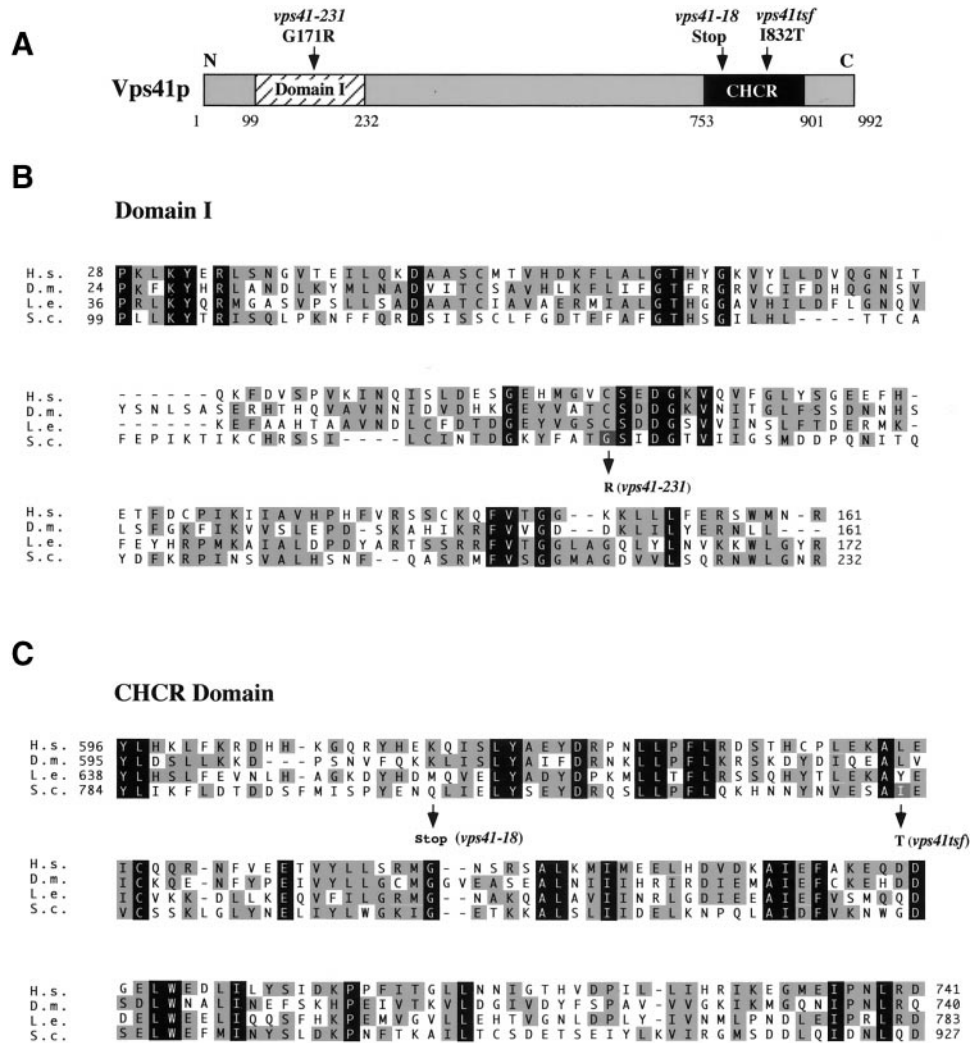 A
vps41-231
G171R
vps41-18
Stop
vps41tsf
I832T
N
C
Vps41p
Domain I
CHCR
1 99 232 753 901 992
B
Domain I
H.s. 28 PKLKYERLSNGVTEILQKDAASCMTVHDKFLALGTHYGKVYLLDVQGNIT
D.m. 24 PKFKYHRLANDLKYMLNADVITCSAVHLKFLIFGTFRGRVCIFDHQGNSV
L.e. 36 PRLKYQRMGASVPSLLSADAATCIAVAERMIALGTHGGAVHILDFLGNQV
S.c. 99 PLLKYTRISQLPKNFFQRDSISSCLFGDTFFAFGTHSGILHL----TTCA
H.s. ------QKFDVSPVKINQISLDESGEHMGVCSEDGKVQVFGLYSGEEFH-
D.m. YSNLSASERHTHQVAVNNIDVDHKGEYVATCSDDGKVNITGLFSSDNNHS
L.e. ------KEFAAHTAAVNDLCFDTDGEYVGSCSDDGSVVINSLFTDERMK-
S.c. FEPIKTIKCHRSSI----LCINTDGKYFATGSIDGTVIIGSMDDPQNITQ
R (vps41-231)
H.s. ETFDCPIKIIAVHPHFVRSSCKQFVTGG--KKLLLFERSWMN-R 161
D.m. LSFGKFIKVVSLEPD-SKAHIKRFVVGD--DKLILYERNLL--- 161
L.e. FEYHRPMKAIALDPDYARTSSRRFVTGGLAGQLYLNVKKWLGYR 172
S.c. YDFKRPINSVALHSNF--QASRMFVSGGMAGDVVLSQRNWLGNR 232
C
CHCR Domain
H.s. 596 YLHKLFKRDHH-KGQRYHEKQISLYAEYDRPNLLPFLRDSTHCPLEKALE
D.m. 595 YLDSLLKD---PSNVFQKKLISLYAIFDRNKLLPFLKRSKDYDIQEALV
L.e. 638 YLHSLFEVNLH-AGKDYHDMQVELYADYDPKMLLTFLRSSQHYTLEKAYE
S.c. 784 YLIKFLDTDDSFMISPYENQLIELYSEYDRQSLLPFLQKHNNYNVESAIE
Stop (vps41-18)
T (vps41tsf)
H.s. ICQQR-NFVEETVYLLSRMG--NSRSALKMIMEELHDVDKAIEFAKEQDD
D.m. ICKQE-NFYPEIVYLLGCMGGVEASEALNIIIHRIRDIEMAIEFCKEHDD
L.e. ICVKK-DLLKEQVFILGRMG--NAKQALAVIINRLGDIEEAIEFVSMQQD
S.c. VCSSKLGLYNELIYLWGKIG--ETKKALSLIIDELKNPQLAIDFVKNWGD
H.s. GELWEDLILYSIDKPPFITGLLNNIGTHVDPIL-LIHRIKEGMEIPNLRD 741
D.m. SDLWNALINEFSKHPEIVTKVLDGIVDYFSPAV-VVGKIKMGQNIPNLRQ 740
L.e. DELWEELIQQSFHKPEMVGVLLEHTVGNLDPLY-IVNMLPNDLEIPRLRD 783
S.c. SELWEFMINYSLDKPNFTKAILTCSDETSEIYLKVIRGMSDDLQIDNLQD 927